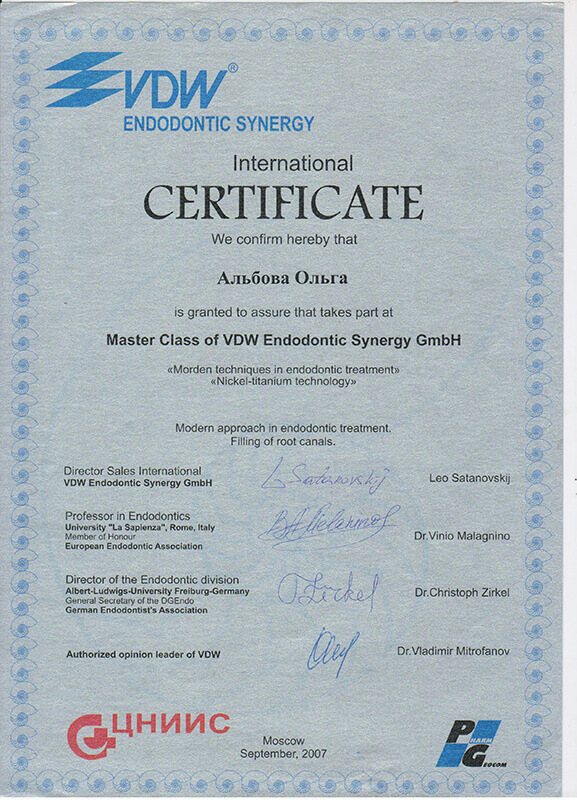 VDW®
ENDODONTIC SYNERGY
International
CERTIFICATE
We confirm hereby that
Альбова Ольга
is granted to assure that takes part at
Master Class of VDW Endodontic Synergy GmbH
«Morden techniques in endodontic treatment»
«Nickel-titanium technology»
Modern approach in endodontic treatment.
Filling of root canals.
Director Sales International
VDW Endodontic Synergy GmbH
L Satanovskij
Leo Satanovskij
Professor in Endodontics
University "La Sapienza", Rome, Italy
Member of Honour
European Endodontic Association
Dr.Vinio Malagnino
Director of the Endodontic division
Albert-Ludwigs-University Freiburg-Germany
General Secretary of the DGEndo
German Endodontist's Association
Zirkel
Dr.Christoph Zirkel
Authorized opinion leader of VDW
Dr.Vladimir Mitrofanov
ЦНИИС
Moscow
September, 2007
PHARM
GEOCOM